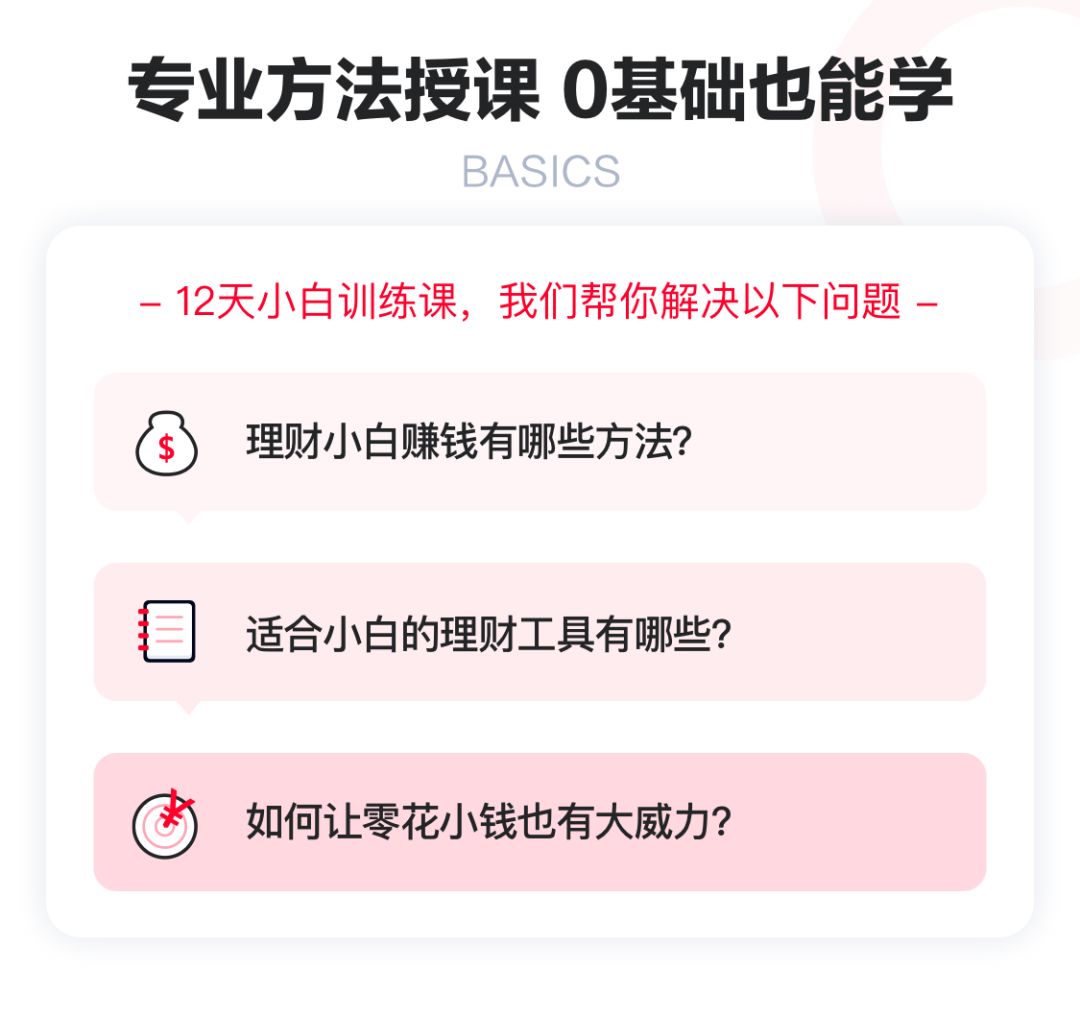 专业方法授课 0基础也能学
BASICS
– 12天小白训练课，我们帮你解决以下问题 –
$
理财小白赚钱有哪些方法？
适合小白的理财工具有哪些？
¥
如何让零花小钱也有大威力？